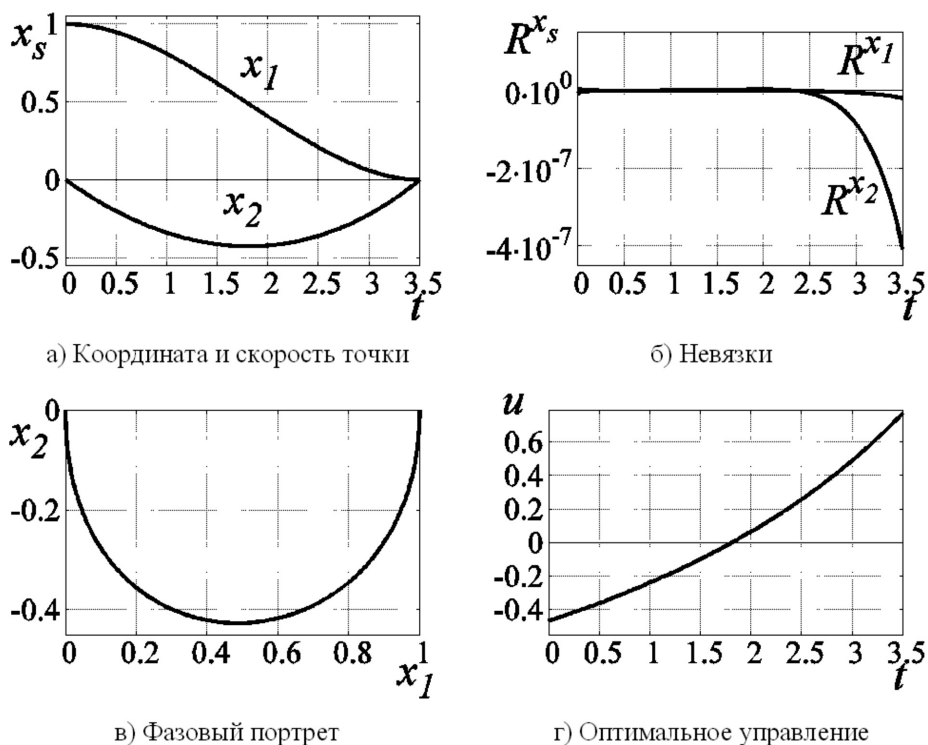 x_s 1 0.5 0 -0.5
x_1
x_2
0 0.5 1 1.5 2 2.5 3 3.5
t
а) Координата и скорость точки
R^{x_s}
0·10^0 -2·10^{-7} -4·10^{-7}
R^{x_1}
R^{x_2}
0 0.5 1 1.5 2 2.5 3 3.5
t
б) Невязки
0 x_2 -0.2 -0.4
0 0.2 0.4 0.6 0.8 1
x_1
в) Фазовый портрет
u
0.6 0.4 0.2 0 -0.2 -0.4
0 0.5 1 1.5 2 2.5 3 3.5
t
г) Оптимальное управление